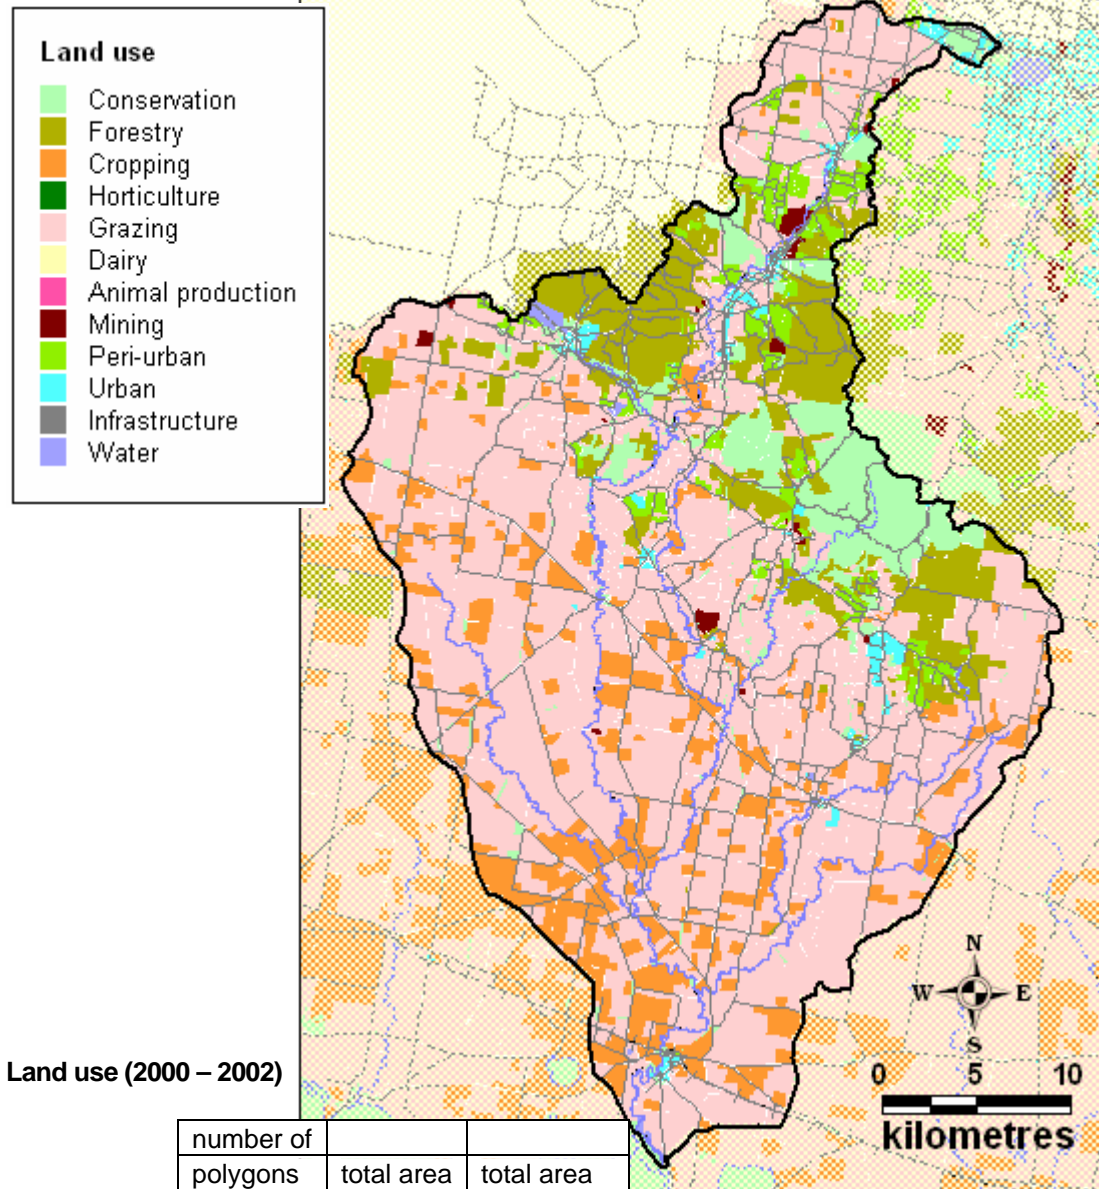 Land use
Conservation
Forestry
Cropping
Horticulture
Grazing
Dairy
Animal production
Mining
Peri-urban
Urban
Infrastructure
Water
N
W E
S
0 5 10
kilometres
Land use (2000 – 2002)
number of
polygons total area total area